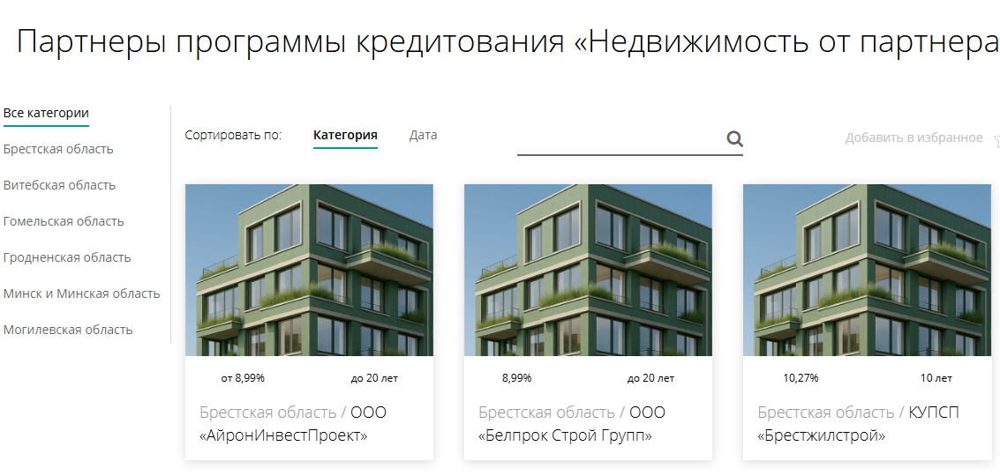 Партнеры программы кредитования «Недвижимость от партнера
Все категории
Брестская область
Витебская область
Гомельская область
Гродненская область
Минск и Минская область
Могилевская область
Сортировать по: Категория Дата
Добавить в избранное
от 8,99% до 20 лет
Брестская область / ООО
«АйронИнвестПроект»
8,99% до 20 лет
Брестская область / ООО
«Белпрок Строй Групп»
10,27% 10 лет
Брестская область / КУПСП
«Брестжилстрой»